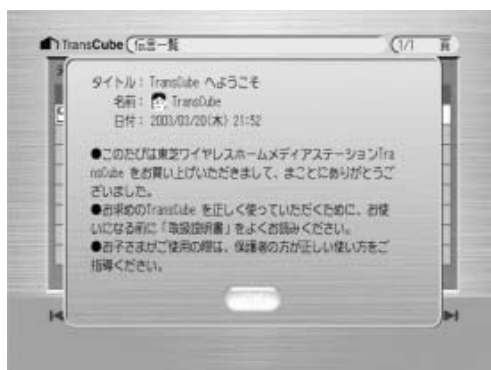 TransCube 伝言一覧 (1/1 頁)
タイトル：TransCube へようこそ
名前： TransCube
日付：2003/03/20(木) 21:52
●このたびは東芝ワイヤレスホームメディアステーションTra
nsCube をお買い上げいただきまして、まことにありがとうご
ざいました。
●お求めのTransCube を正しく使っていただくために、お使
いになる前に「取扱説明書」をよくお読みください。
●お子さまがご使用の際は、保護者の方が正しい使い方をご
指導ください。